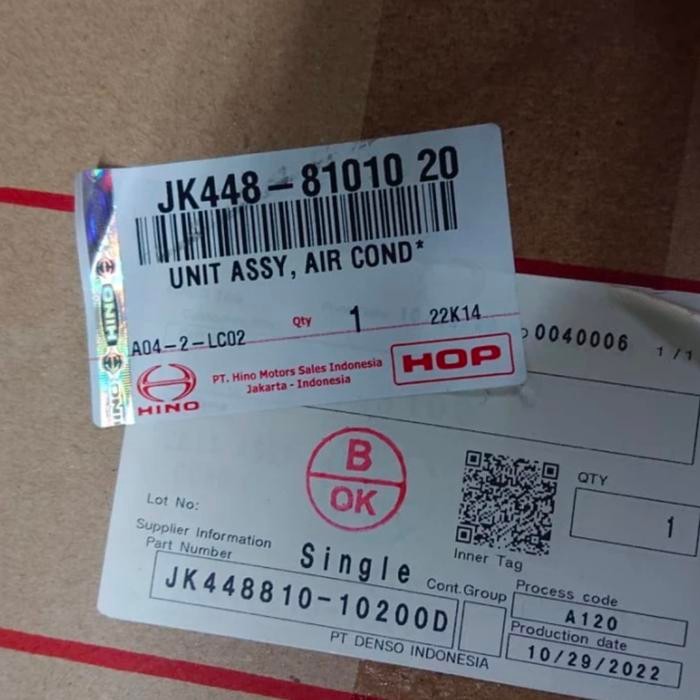 JK448-81010 20
UNIT ASSY, AIR COND*
Qty 1 22K14
A04-2-LC02
PT. Hino Motors Sales Indonesia
Jakarta - Indonesia
HOP
HINO
HINO
HINO
0040006 1/1
B
OK
QTY
1
Lot No:
Inner Tag
Supplier Information
Single
Part Number
JK448810-10200D
Cont.Group
Process code
A120
Production date
10/29/2022
PT DENSO INDONESIA